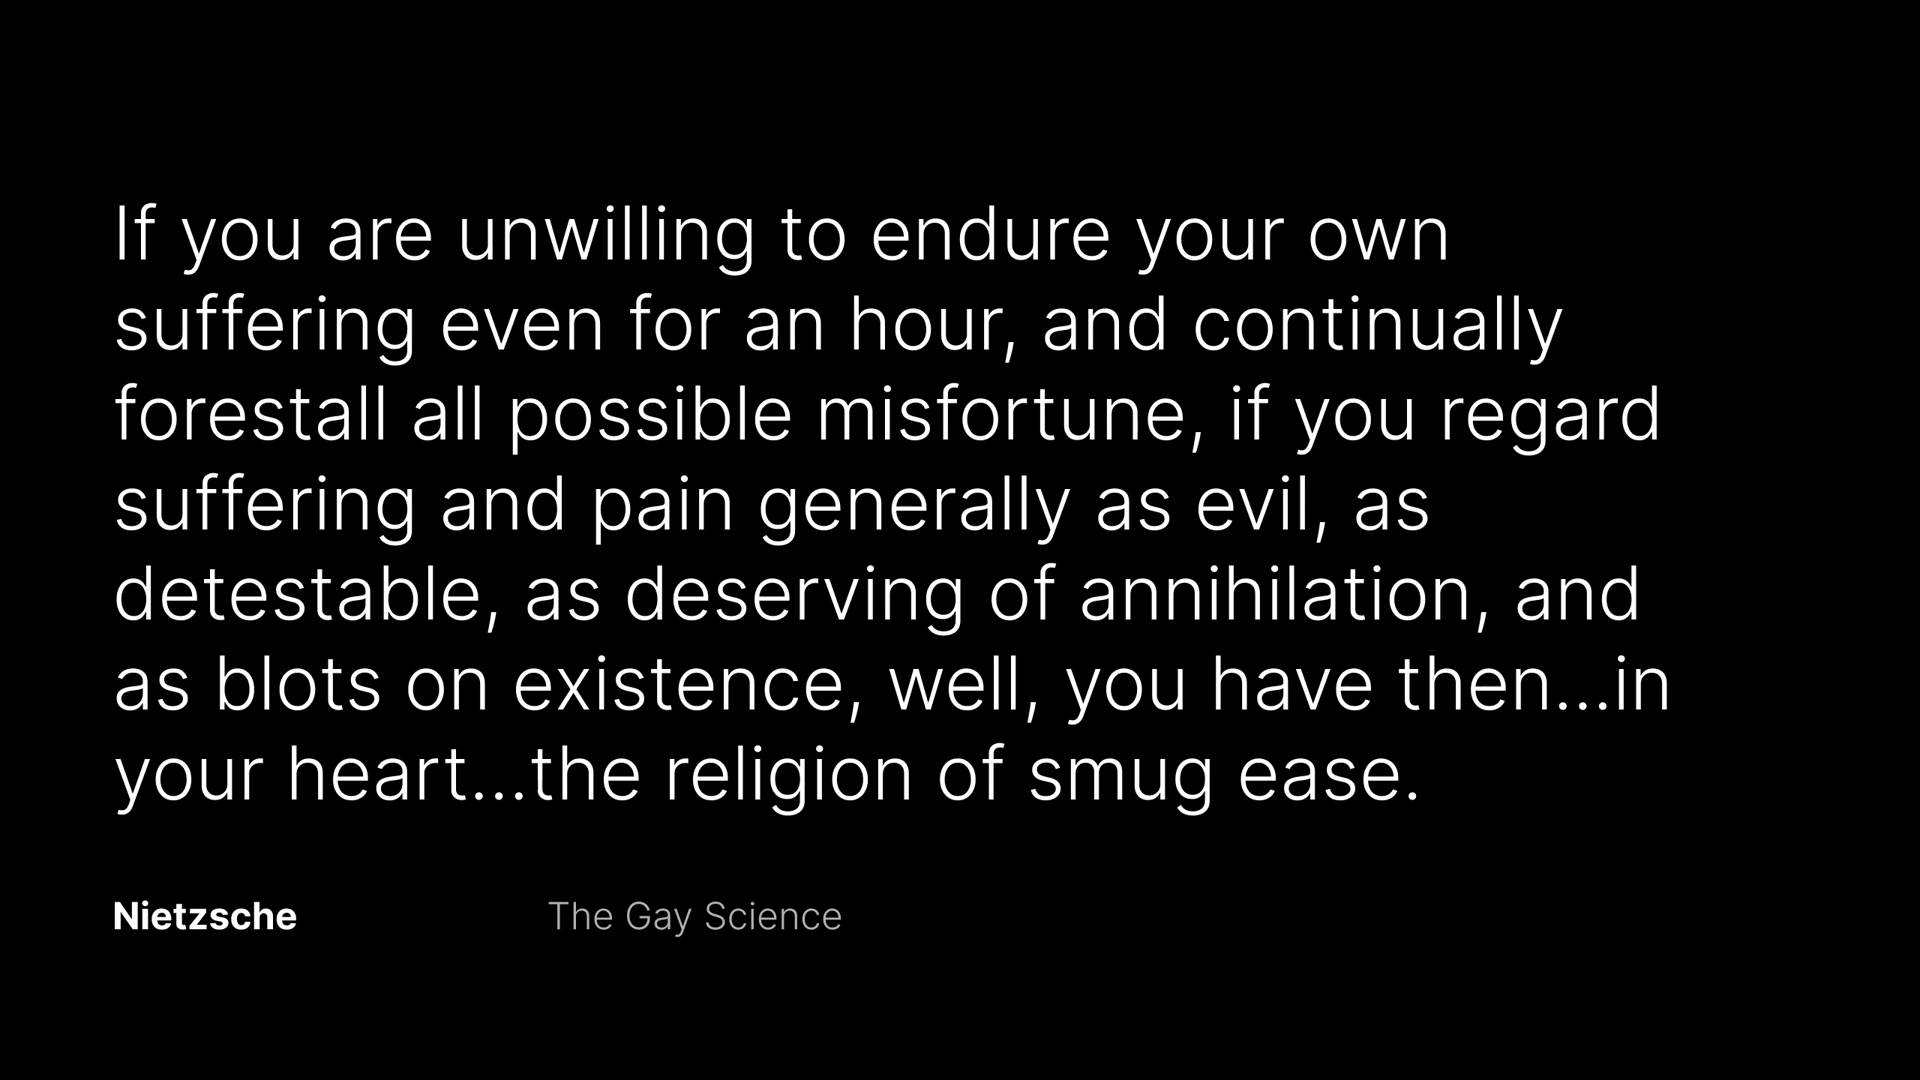 If you are unwilling to endure your own
suffering even for an hour, and continually
forestall all possible misfortune, if you regard
suffering and pain generally as evil, as
detestable, as deserving of annihilation, and
as blots on existence, well, you have then...in
your heart...the religion of smug ease.
Nietzsche The Gay Science